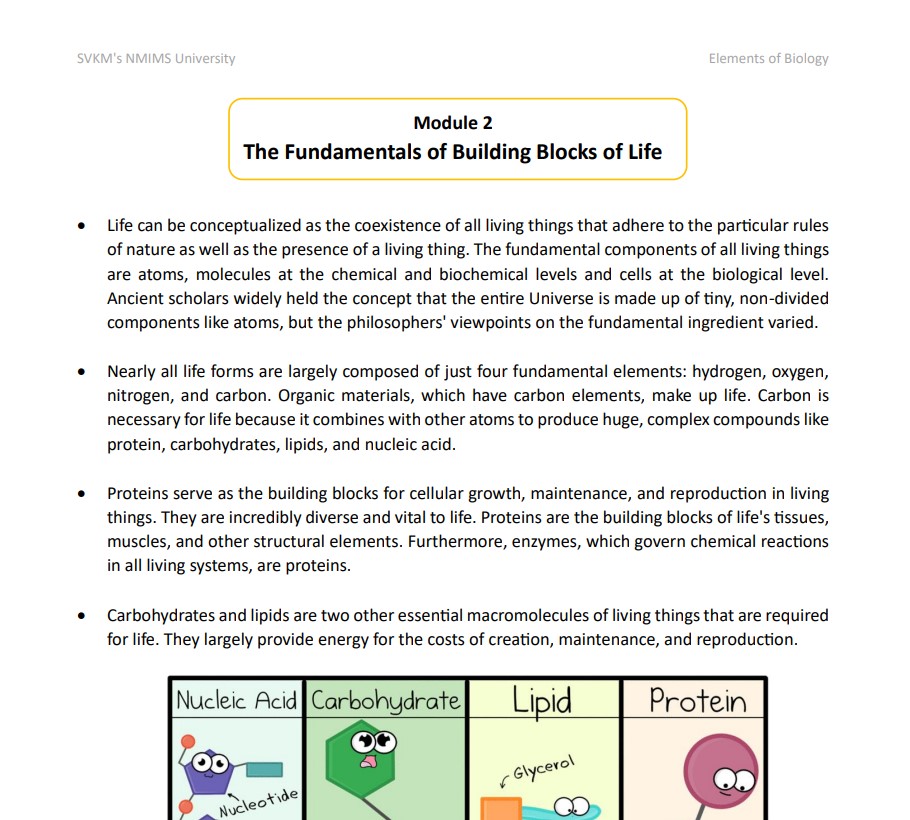 SVKM's NMIMS University
Elements of Biology
Module 2
The Fundamentals of Building Blocks of Life
• Life can be conceptualized as the coexistence of all living things that adhere to the particular rules
of nature as well as the presence of a living thing. The fundamental components of all living things
are atoms, molecules at the chemical and biochemical levels and cells at the biological level.
Ancient scholars widely held the concept that the entire Universe is made up of tiny, non-divided
components like atoms, but the philosophers' viewpoints on the fundamental ingredient varied.
• Nearly all life forms are largely composed of just four fundamental elements: hydrogen, oxygen,
nitrogen, and carbon. Organic materials, which have carbon elements, make up life. Carbon is
necessary for life because it combines with other atoms to produce huge, complex compounds like
protein, carbohydrates, lipids, and nucleic acid.
• Proteins serve as the building blocks for cellular growth, maintenance, and reproduction in living
things. They are incredibly diverse and vital to life. Proteins are the building blocks of life's tissues,
muscles, and other structural elements. Furthermore, enzymes, which govern chemical reactions
in all living systems, are proteins.
• Carbohydrates and lipids are two other essential macromolecules of living things that are required
for life. They largely provide energy for the costs of creation, maintenance, and reproduction.
Nucleic Acid
Carbohydrate
Lipid
Protein
Glycerol
Nucleotide